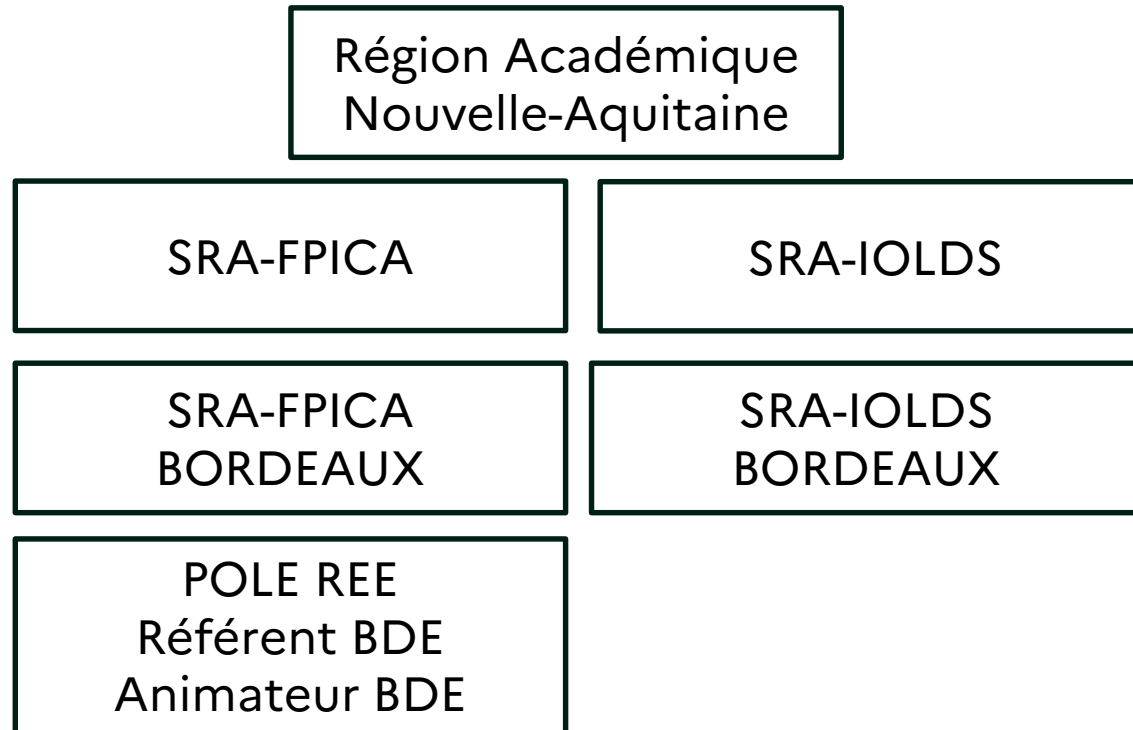 Région Académique
Nouvelle-Aquitaine
SRA-FPICA
SRA-IOLDS
SRA-FPICA
BORDEAUX
SRA-IOLDS
BORDEAUX
POLE REE
Référent BDE
Animateur BDE